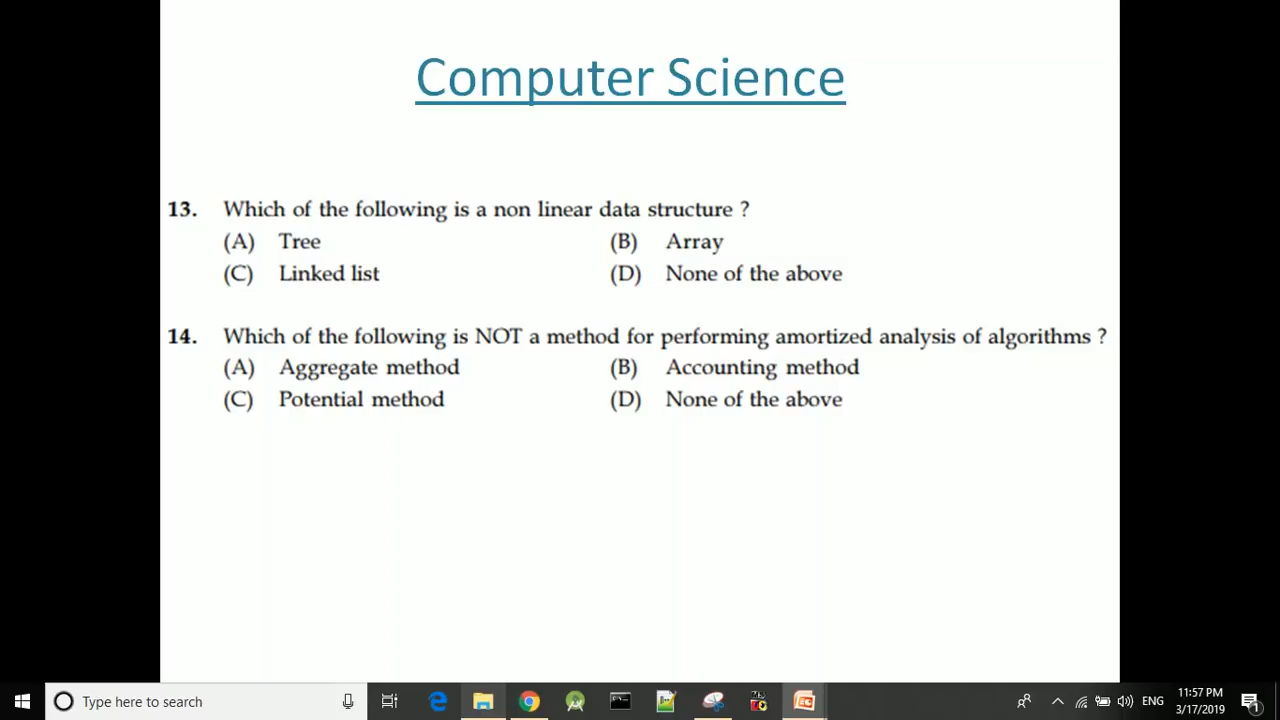 Computer Science
13. Which of the following is a non linear data structure ?
(A) Tree (B) Array
(C) Linked list (D) None of the above
14. Which of the following is NOT a method for performing amortized analysis of algorithms ?
(A) Aggregate method (B) Accounting method
(C) Potential method (D) None of the above
Type here to search
ENG
11:57 PM
3/17/2019